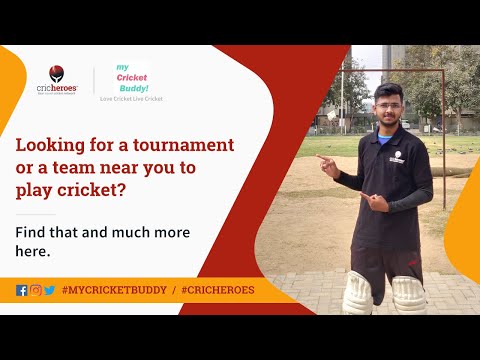 cricheroes
my
Cricket
Buddy!
Love Cricket Live Cricket
Looking for a tournament
or a team near you to
play cricket?
Find that and much more
here.
#MYCRICKETBUDDY / #CRICHEROES